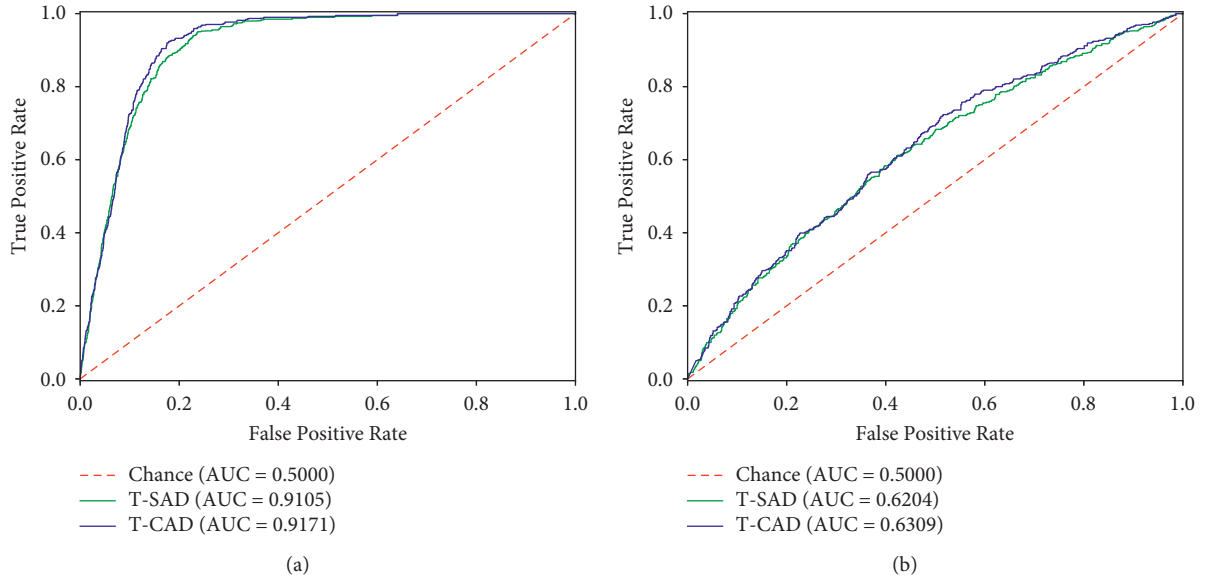 1.0
0.8
0.6
0.4
0.2
0.0
True Positive Rate
0.0 0.2 0.4 0.6 0.8 1.0
False Positive Rate
Chance (AUC = 0.5000)
T-SAD (AUC = 0.9105)
T-CAD (AUC = 0.9171)
(a)
1.0
0.8
0.6
0.4
0.2
0.0
True Positive Rate
0.0 0.2 0.4 0.6 0.8 1.0
False Positive Rate
Chance (AUC = 0.5000)
T-SAD (AUC = 0.6204)
T-CAD (AUC = 0.6309)
(b)